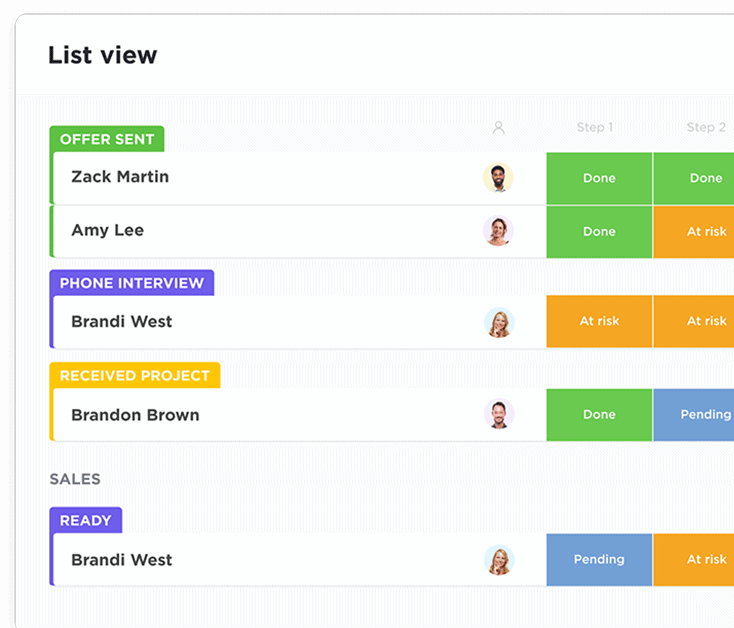 List view
Step 1 Step 2
OFFER SENT
Zack Martin Done Done
Amy Lee Done At risk
PHONE INTERVIEW
Brandi West At risk At risk
RECEIVED PROJECT
Brandon Brown Done Pending
SALES
READY
Brandi West Pending At risk